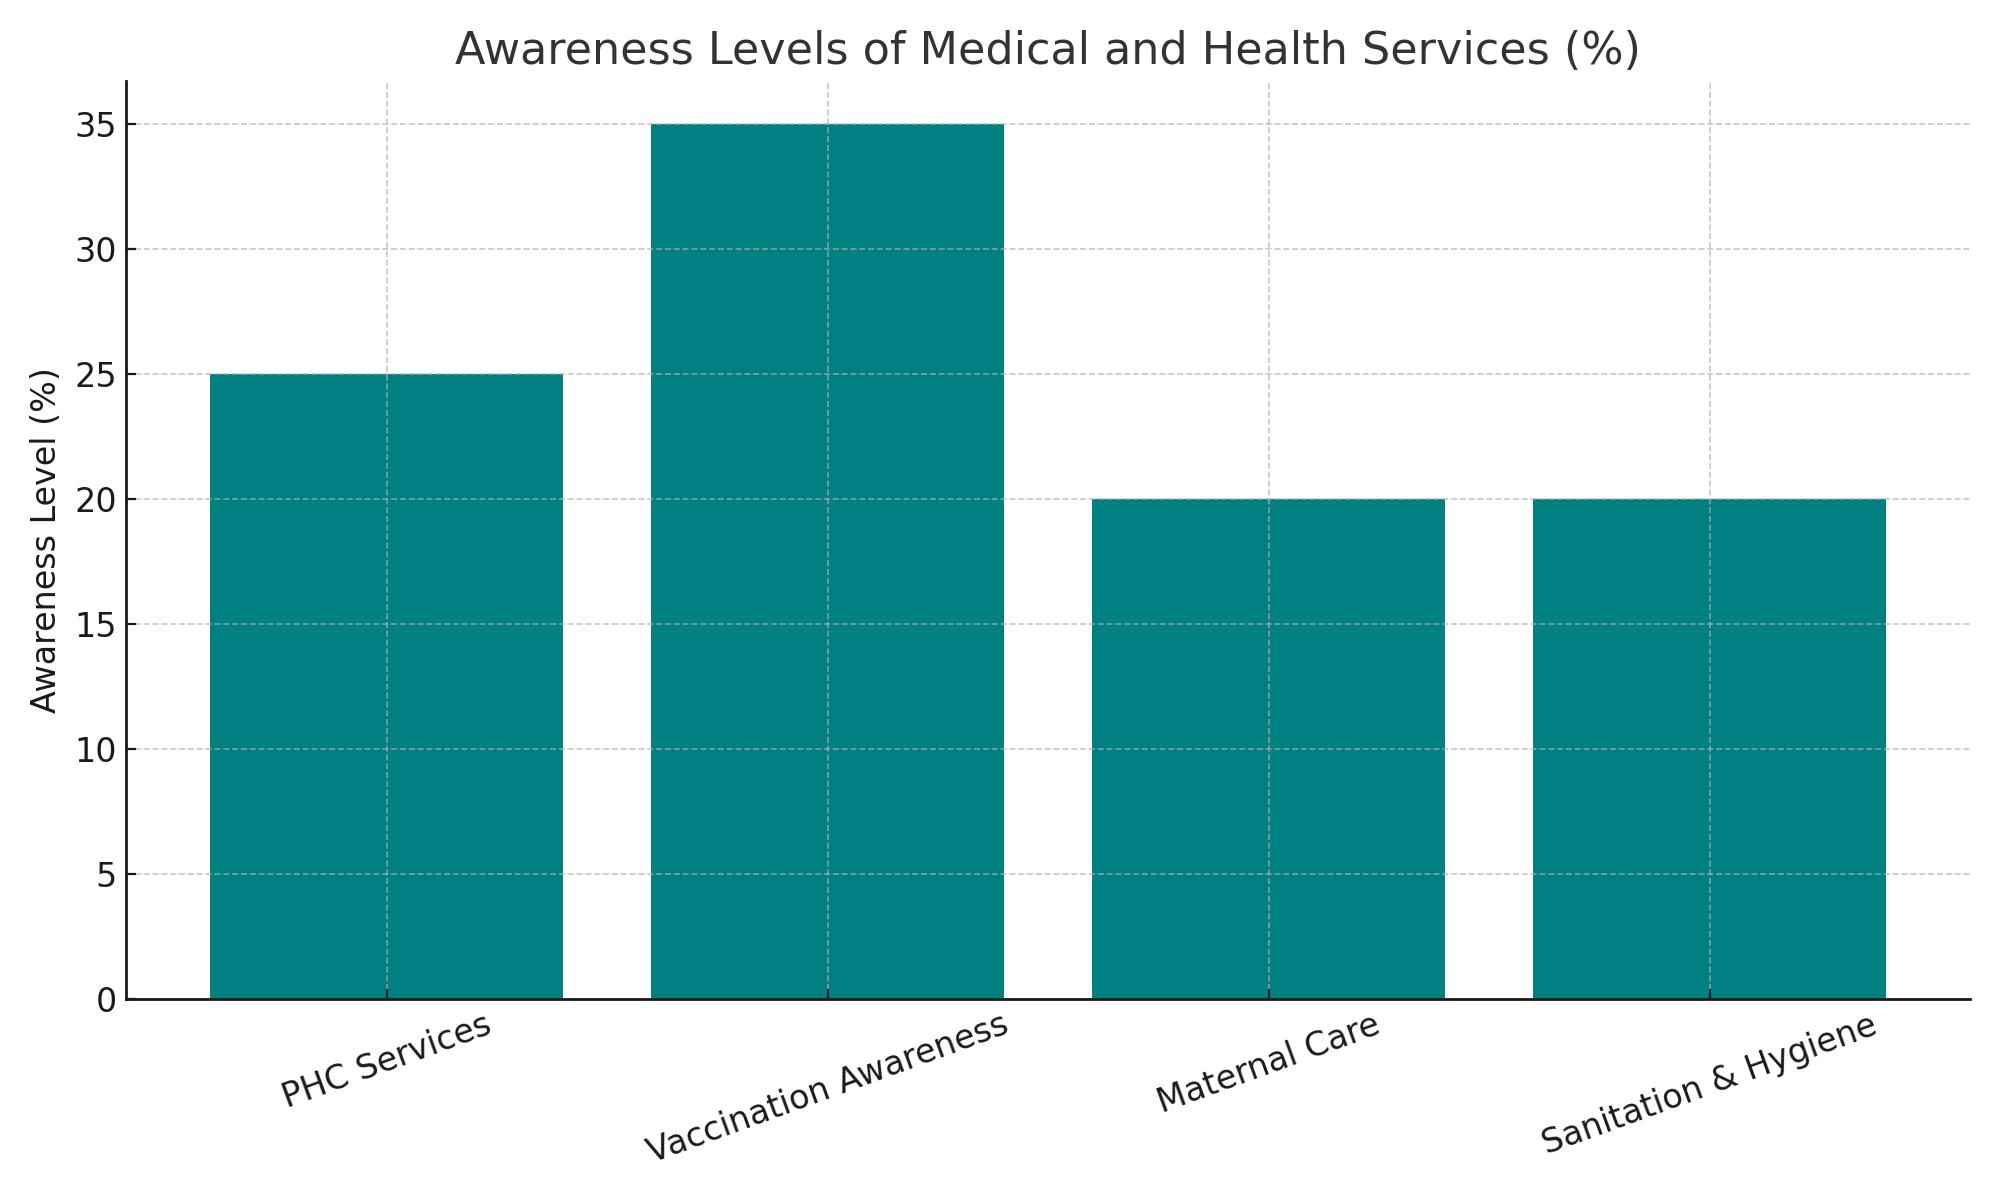 Awareness Levels of Medical and Health Services (%)
Awareness Level (%)
35
30
25
20
15
10
5
0
PHC Services
Vaccination Awareness
Maternal Care
Sanitation & Hygiene